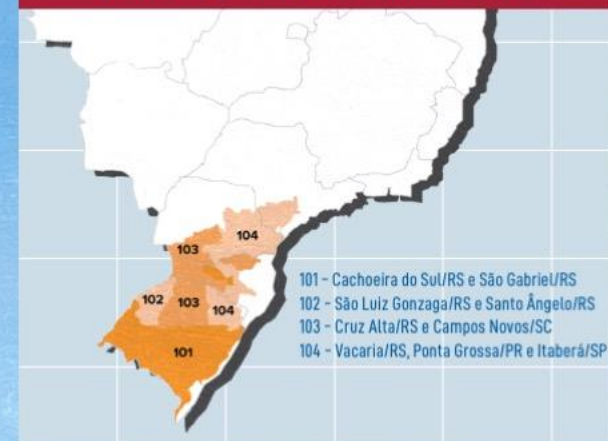 104
103
102
103
104
101
101 - Cachoeira do Sul/RS e São Gabriel/RS
102 - São Luiz Gonzaga/RS e Santo Ângelo/RS
103 - Cruz Alta/RS e Campos Novos/SC
104 - Vacaria/RS, Ponta Grossa/PR e Itaberá/SP